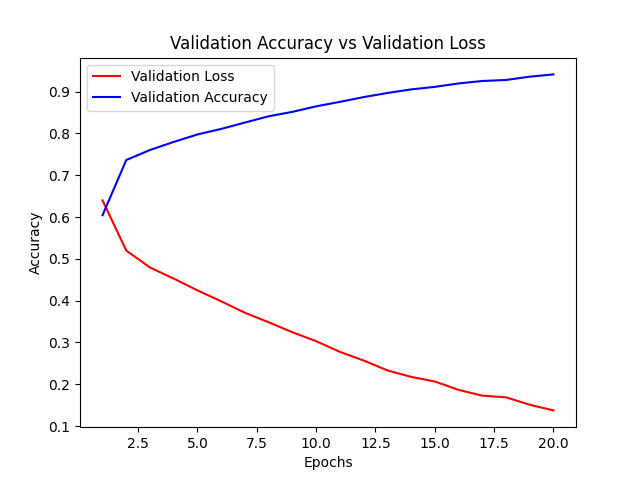 Validation Accuracy vs Validation Loss
Validation Loss
Validation Accuracy
Accuracy
0.9
0.8
0.7
0.6
0.5
0.4
0.3
0.2
0.1
2.5 5.0 7.5 10.0 12.5 15.0 17.5 20.0
Epochs